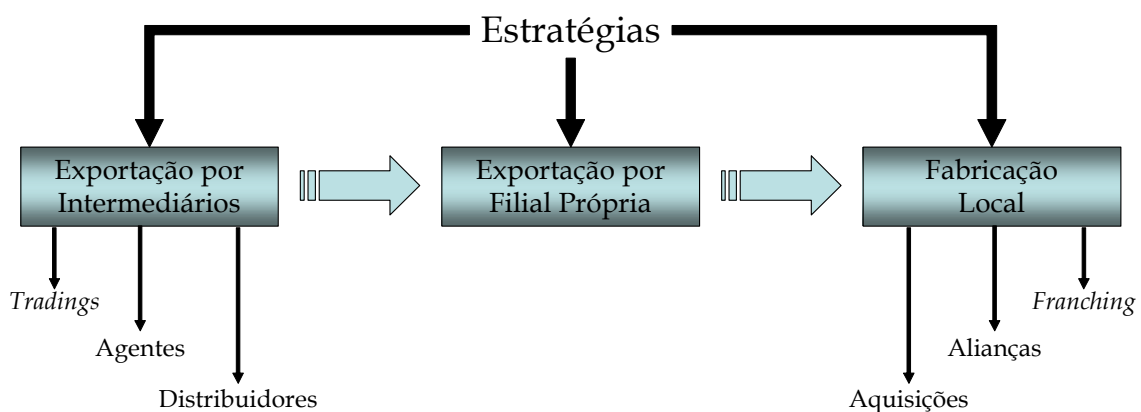 Estratégias
Exportação por
Intermediários
Exportação por
Filial Própria
Fabricação
Local
Tradings
Agentes
Distribuidores
Franching
Alianças
Aquisições